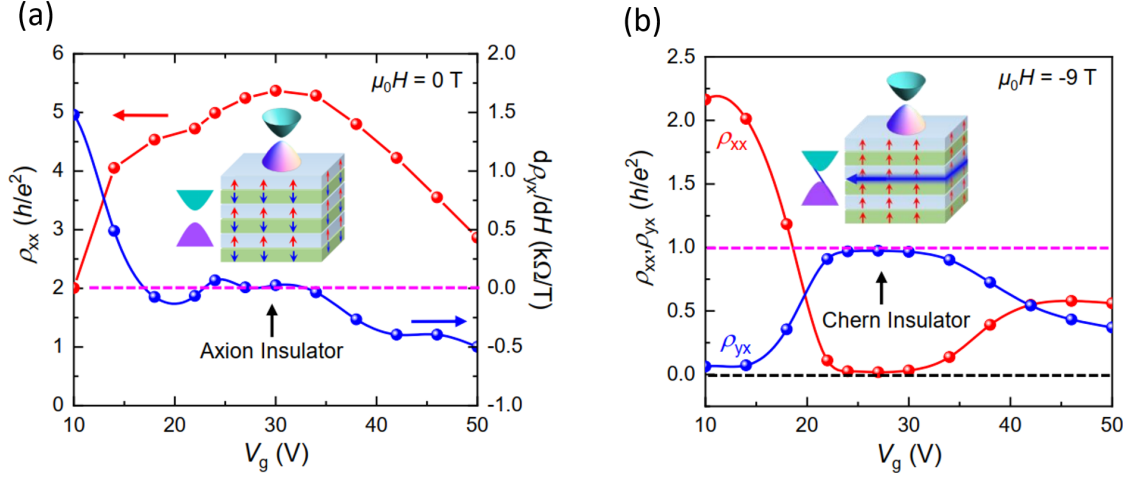 (a)
μ₀H = 0 T
6
5
4
3
2
1
0
ρxx (h/e²)
2.0
1.5
1.0
0.5
0.0
-0.5
-1.0
dρyx/dH (kΩ/T)
Axion Insulator
10
20
30
40
50
Vg (V)
(b)
μ₀H = -9 T
2.5
2.0
1.5
1.0
0.5
0.0
ρxx,ρyx (h/e²)
ρxx
ρyx
Chern Insulator
10
20
30
40
50
Vg (V)